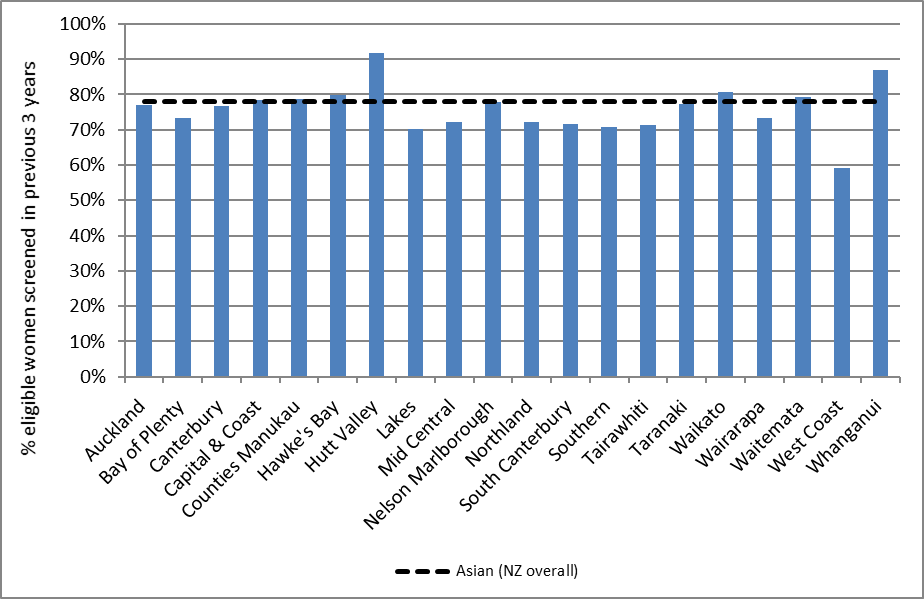 % eligible women screened in previous 3 years
100%
90%
80%
70%
60%
50%
40%
30%
20%
10%
0%
Auckland
Bay of Plenty
Canterbury
Capital & Coast
Counties Manukau
Hawke's Bay
Hutt Valley
Lakes
Mid Central
Nelson Marlborough
Northland
South Canterbury
Southern
Tairawhiti
Taranaki
Waikato
Wairarapa
Waitemata
West Coast
Whanganui
Asian (NZ overall)